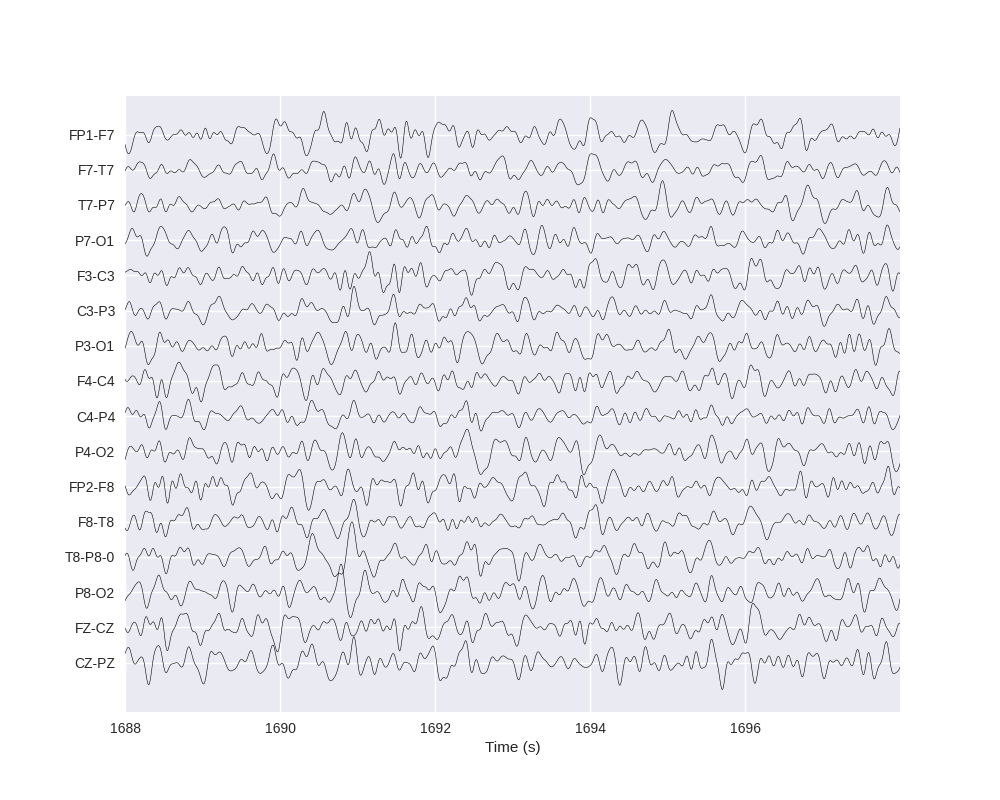 FP1-F7
F7-T7
T7-P7
P7-O1
F3-C3
C3-P3
P3-O1
F4-C4
C4-P4
P4-O2
FP2-F8
F8-T8
T8-P8-0
P8-O2
FZ-CZ
CZ-PZ
1688 1690 1692 1694 1696
Time (s)